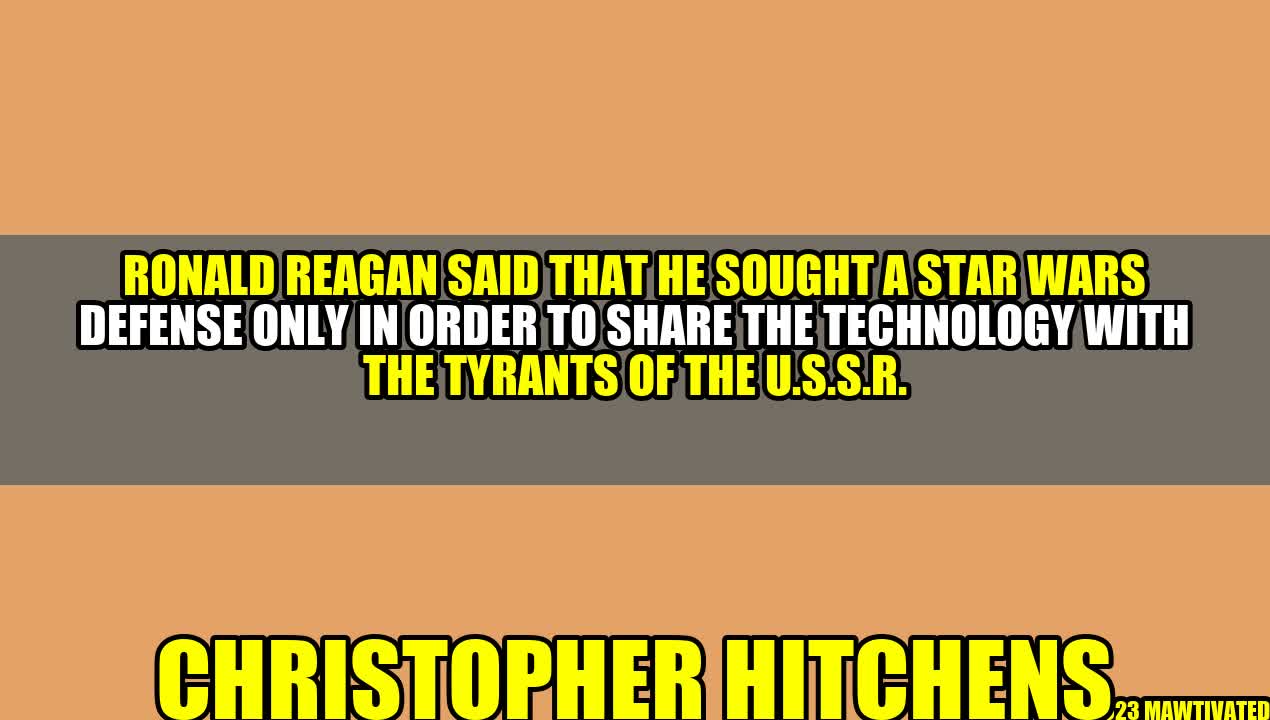 RONALD REAGAN SAID THAT HE SOUGHT A STAR WARS
DEFENSE ONLY IN ORDER TO SHARE THE TECHNOLOGY WITH
THE TYRANTS OF THE U.S.S.R.
CHRISTOPHER HITCHENS
.23 MAWTIVATED